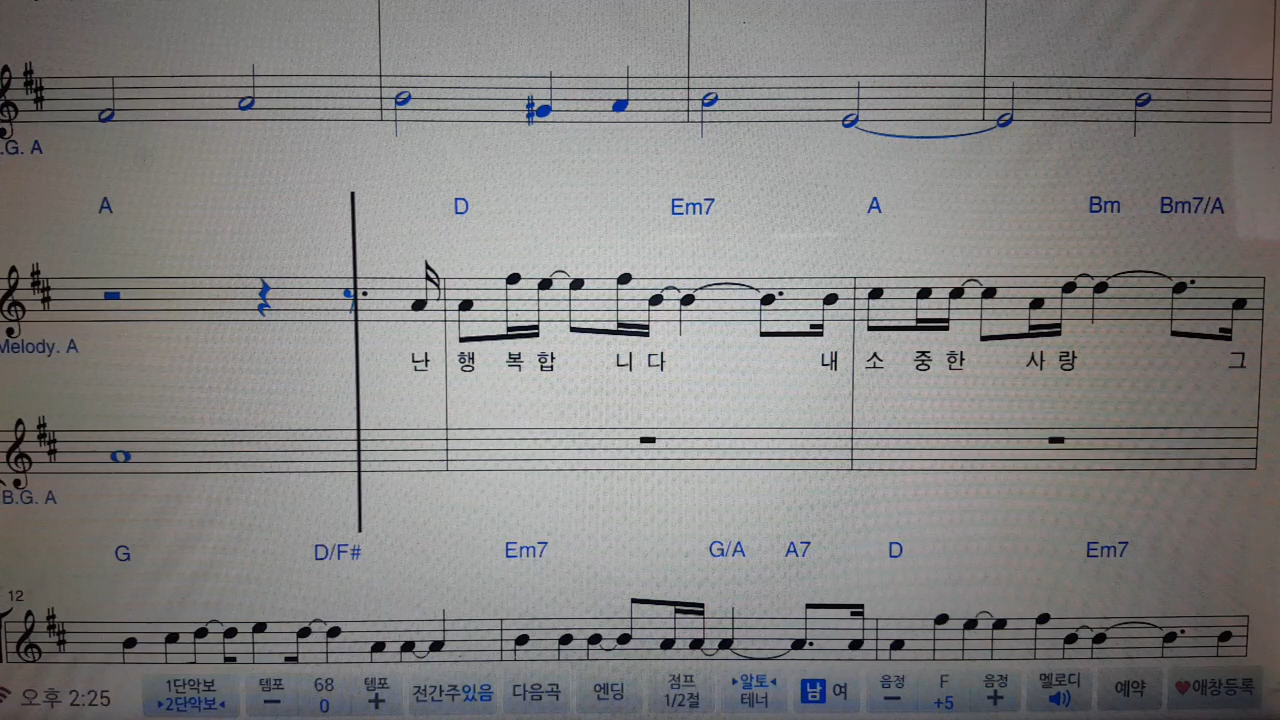 .G. A
A D Em7 A Bm Bm7/A
Melody. A
난 행 복 합 니 다 내 소 중 한 사 랑 그
B.G. A
G D/F# Em7 G/A A7 D Em7
12
오후 2:25
1단악보
▸2단악보◂
템포
−
68
0
템포
+
전간주있음
다음곡
엔딩
점프
1/2절
▸알토◂
테너
남 여
음정
−
F
+5
음정
+
멜로디
예약
♥애창등록